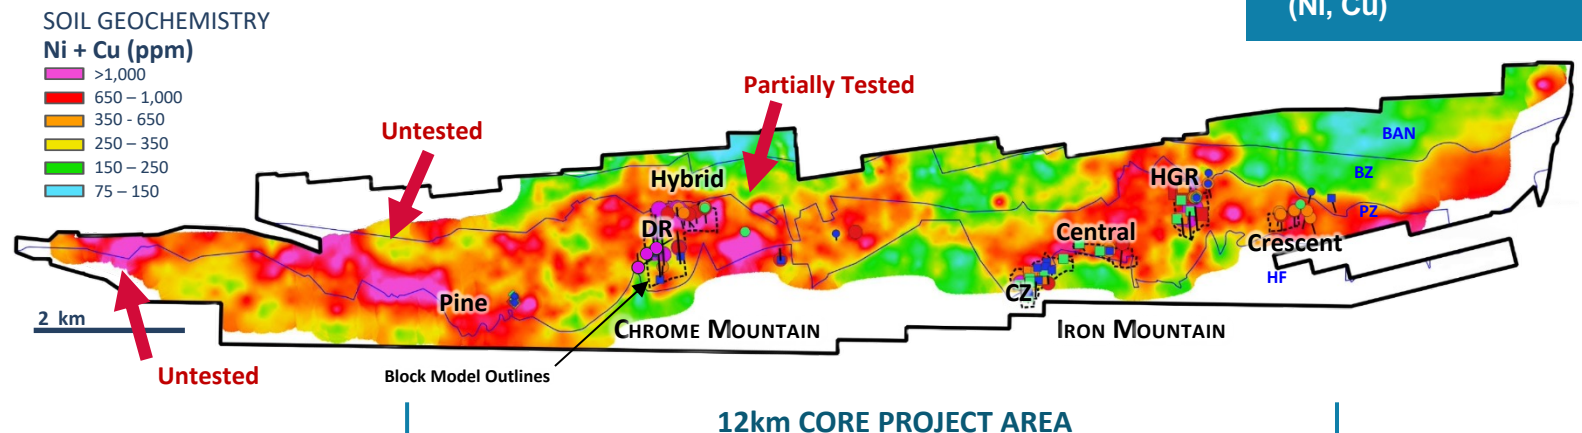 (Ni, Cu)
SOIL GEOCHEMISTRY
Ni + Cu (ppm)
>1,000
650 – 1,000
350 - 650
250 – 350
150 – 250
75 – 150
Partially Tested
Untested
BAN
Hybrid
HGR
BZ
PZ
DR
Central
Crescent
HF
Pine
CZ
2 km
CHROME MOUNTAIN
IRON MOUNTAIN
Untested
Block Model Outlines
12km CORE PROJECT AREA